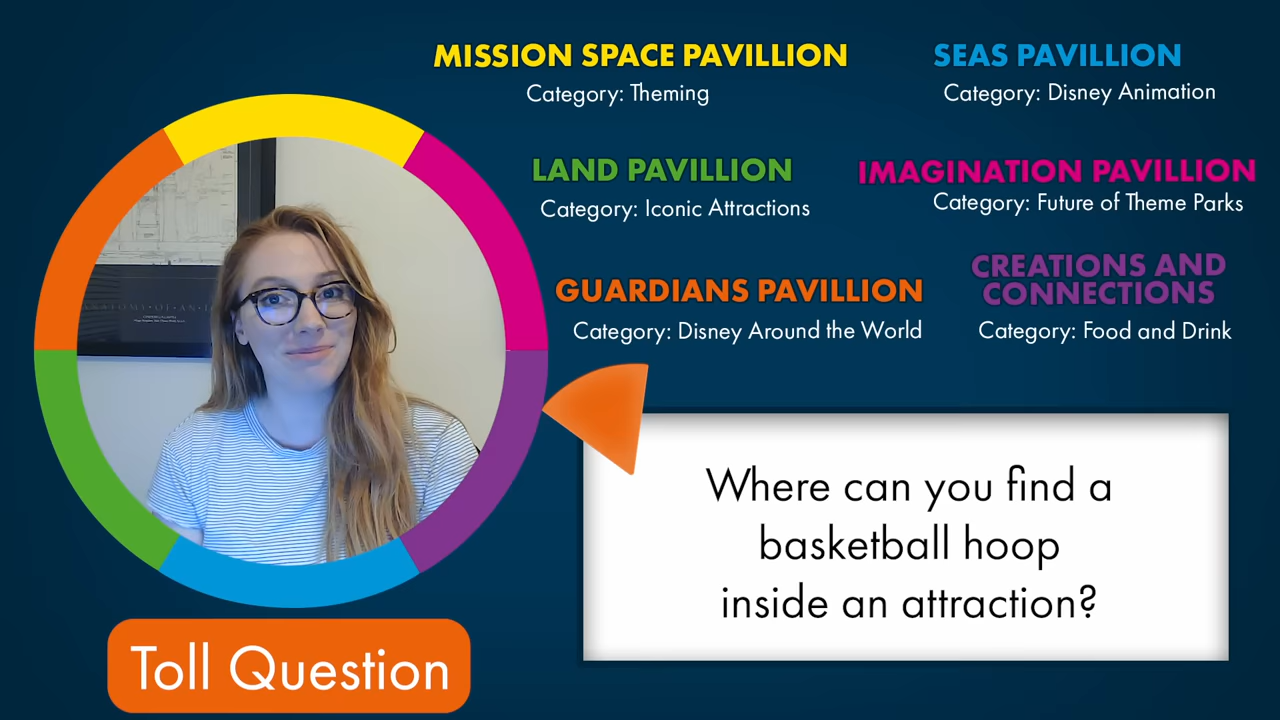 MISSION SPACE PAVILLION
Category: Theming
SEAS PAVILLION
Category: Disney Animation
LAND PAVILLION
Category: Iconic Attractions
IMAGINATION PAVILLION
Category: Future of Theme Parks
GUARDIANS PAVILLION
Category: Disney Around the World
CREATIONS AND
CONNECTIONS
Category: Food and Drink
Where can you find a
basketball hoop
inside an attraction?
Toll Question